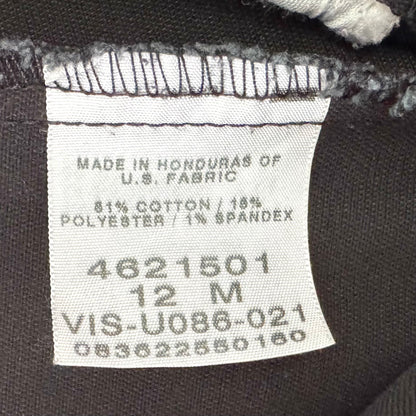 MADE IN HONDURAS OF
U.S. FABRIC
81% COTTON / 18%
POLYESTER / 1% SPANDEX
4621501
12 M
VIS-U086-021
083622550160